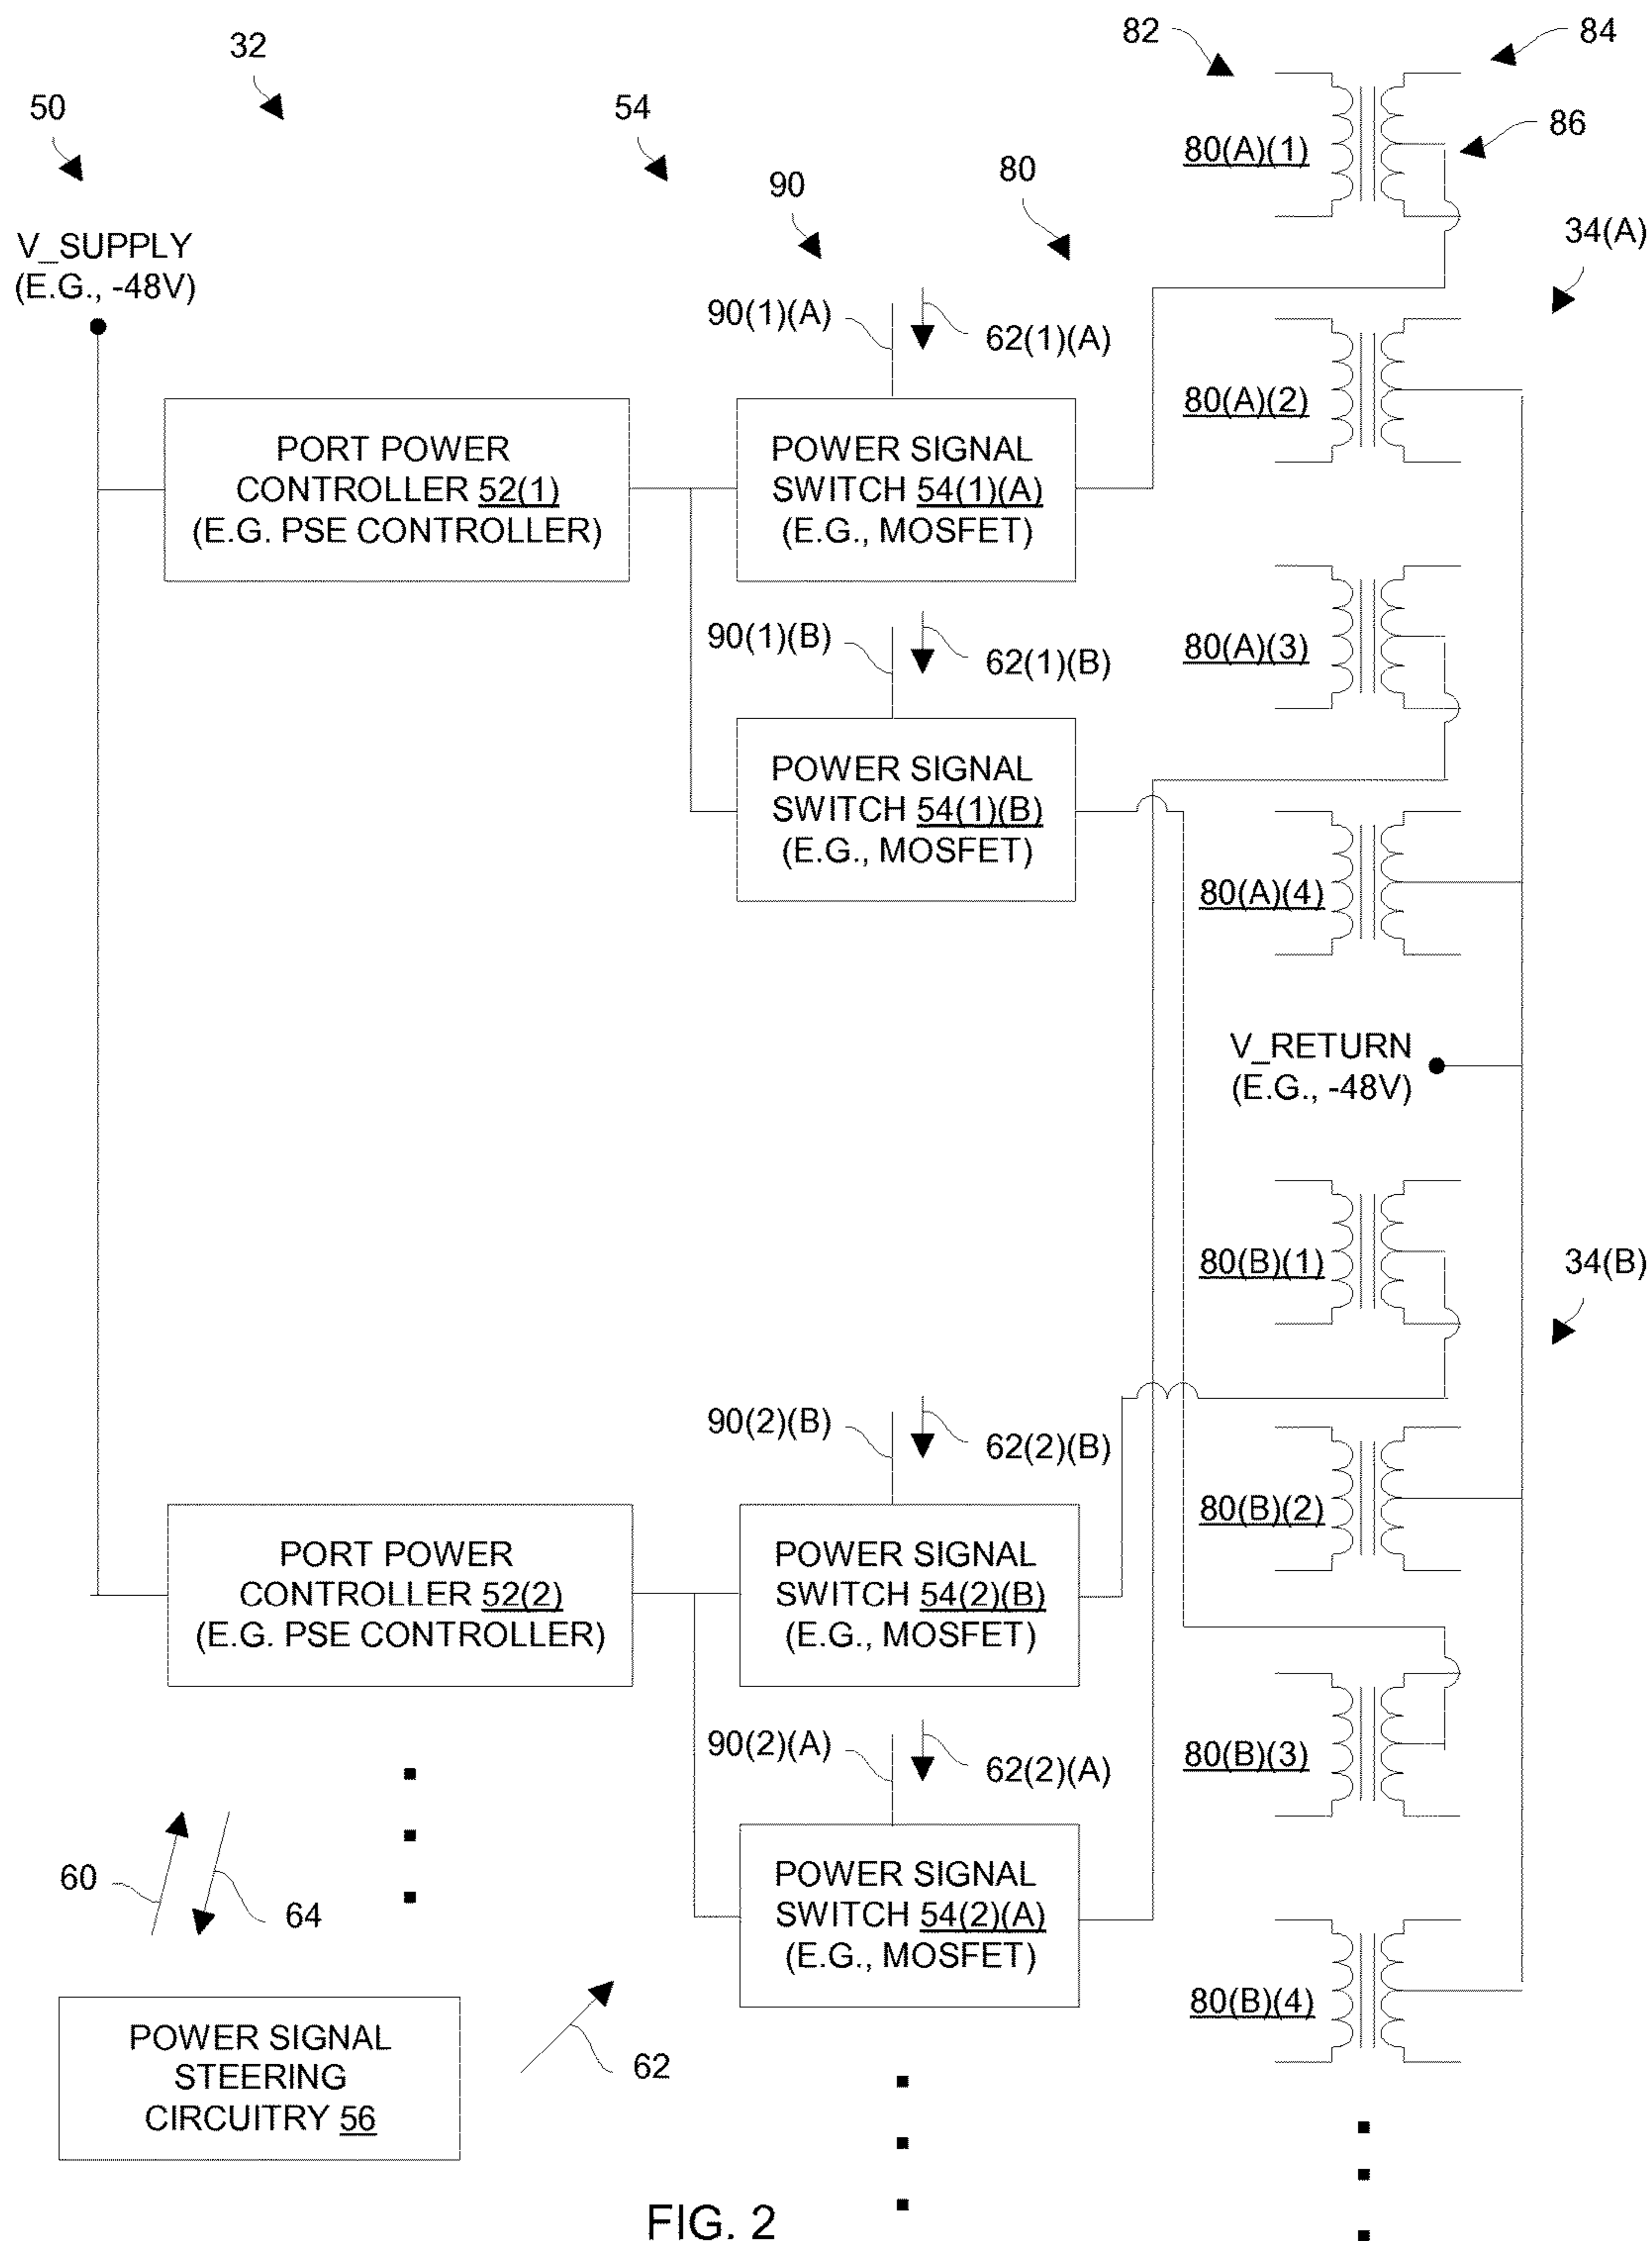 82
84
32
50
54
86
80(A)(1)
90
80
34(A)
V_SUPPLY
(E.G., -48V)
90(1)(A)
62(1)(A)
80(A)(2)
PORT POWER
CONTROLLER 52(1)
(E.G. PSE CONTROLLER)
POWER SIGNAL
SWITCH 54(1)(A)
(E.G., MOSFET)
90(1)(B)
62(1)(B)
80(A)(3)
POWER SIGNAL
SWITCH 54(1)(B)
(E.G., MOSFET)
80(A)(4)
V_RETURN
(E.G., -48V)
80(B)(1)
34(B)
90(2)(B)
62(2)(B)
80(B)(2)
PORT POWER
CONTROLLER 52(2)
(E.G. PSE CONTROLLER)
POWER SIGNAL
SWITCH 54(2)(B)
(E.G., MOSFET)
90(2)(A)
62(2)(A)
80(B)(3)
60
64
POWER SIGNAL
SWITCH 54(2)(A)
(E.G., MOSFET)
80(B)(4)
POWER SIGNAL
STEERING
CIRCUITRY 56
62
FIG. 2